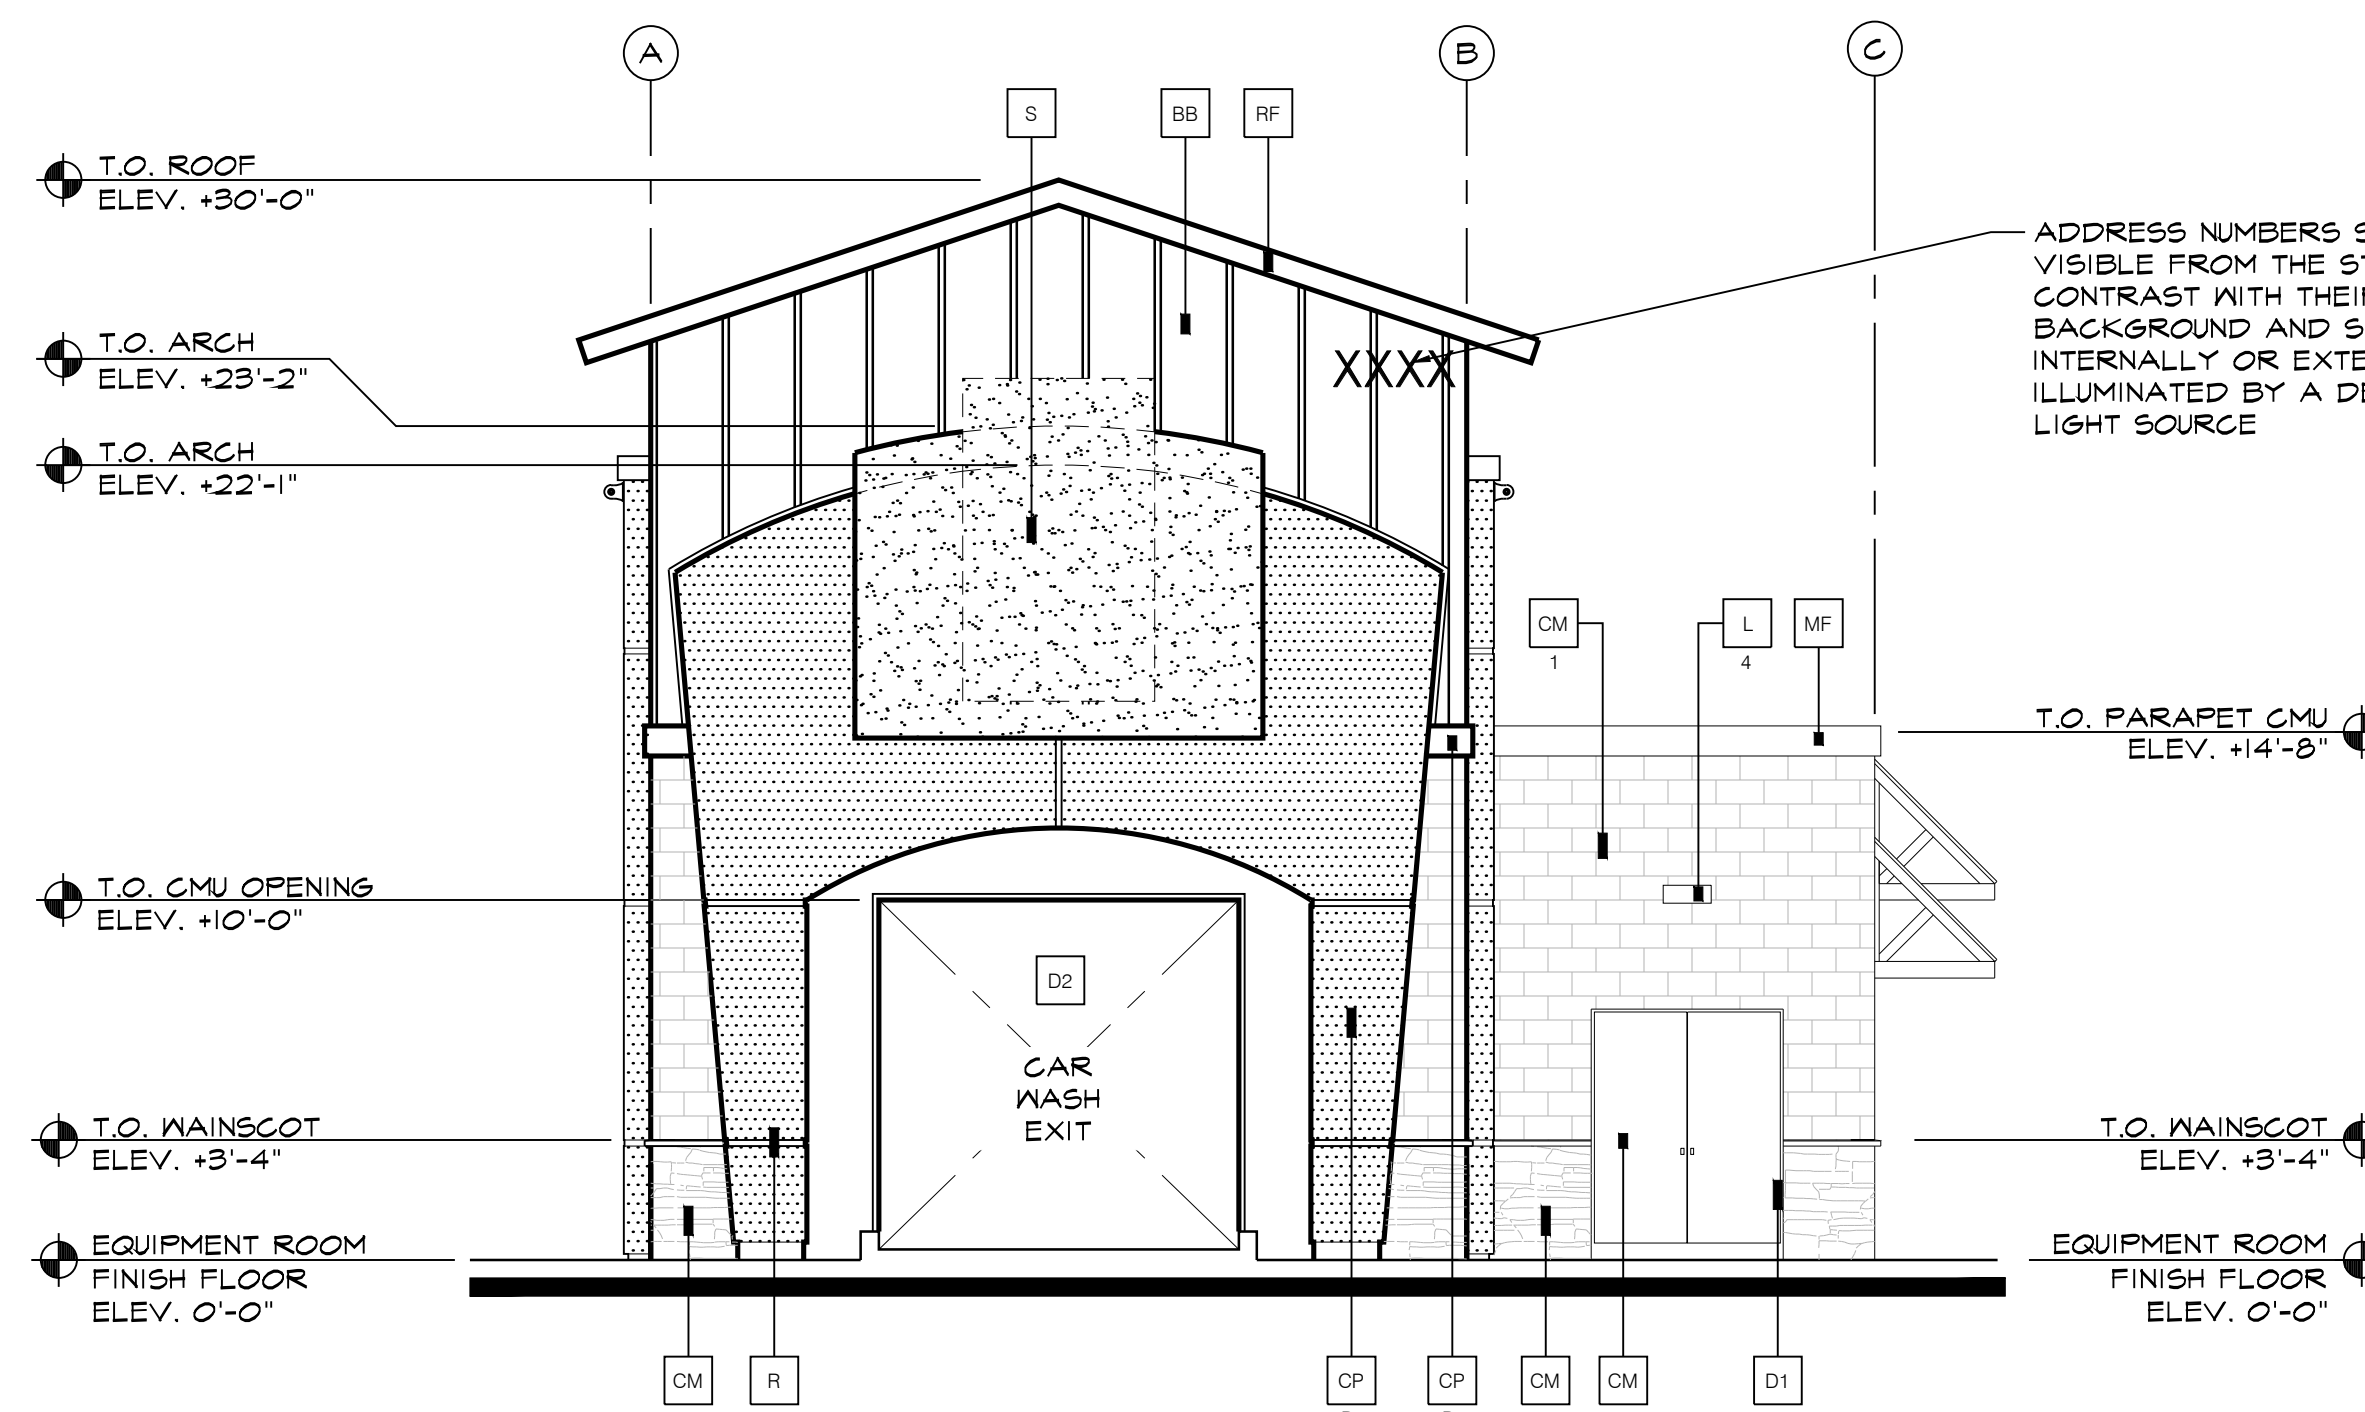 A
B
C
S
BB
RF
T.O. ROOF
ELEV. +30'-0"
T.O. ARCH
ELEV. +23'-2"
T.O. ARCH
ELEV. +22'-1"
ADDRESS NUMBERS
VISIBLE FROM THE
CONTRAST WITH
BACKGROUND AND
INTERNALLY OR
ILLUMINATED BY A
LIGHT SOURCE
XXXX
CM
1
L
4
MF
T.O. PARAPET CMU
ELEV. +14'-8"
T.O. CMU OPENING
ELEV. +10'-0"
D2
CAR
WASH
EXIT
T.O. WAINSCOT
ELEV. +3'-4"
T.O. WAINSCOT
ELEV. +3'-4"
EQUIPMENT ROOM
FINISH FLOOR
ELEV. 0'-0"
EQUIPMENT ROOM
FINISH FLOOR
ELEV. 0'-0"
CM
R
CP
CP
CM
CM
D1